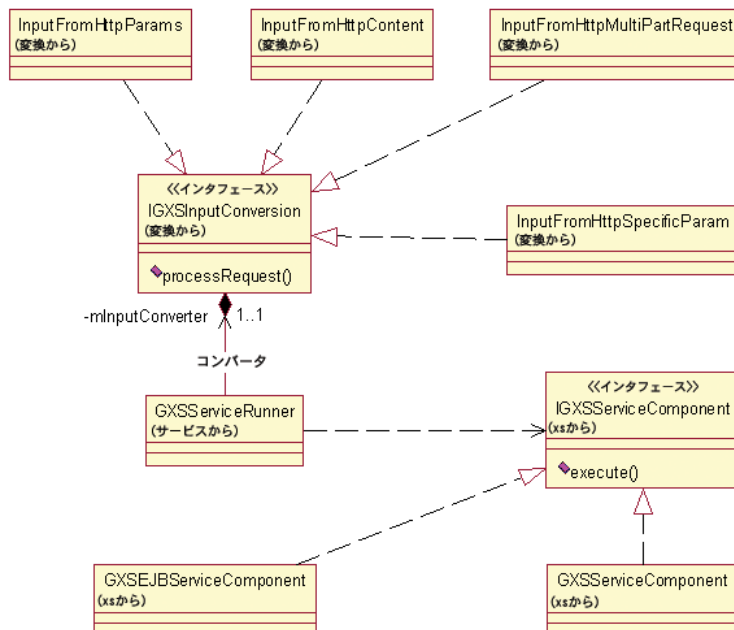 InputFromHttpParams
(変換から)
InputFromHttpContent
(変換から)
InputFromHttpMultiPartRequest
(変換から)
<<インタフェース>>
IGXSInputConversion
(変換から)
processRequest()
InputFromHttpSpecificParam
(変換から)
-mInputConverter
1..1
コンバータ
GXSServiceRunner
(サービスから)
<<インタフェース>>
IGXSServiceComponent
(xsから)
execute()
GXSEJBServiceComponent
(xsから)
GXSServiceComponent
(xsから)